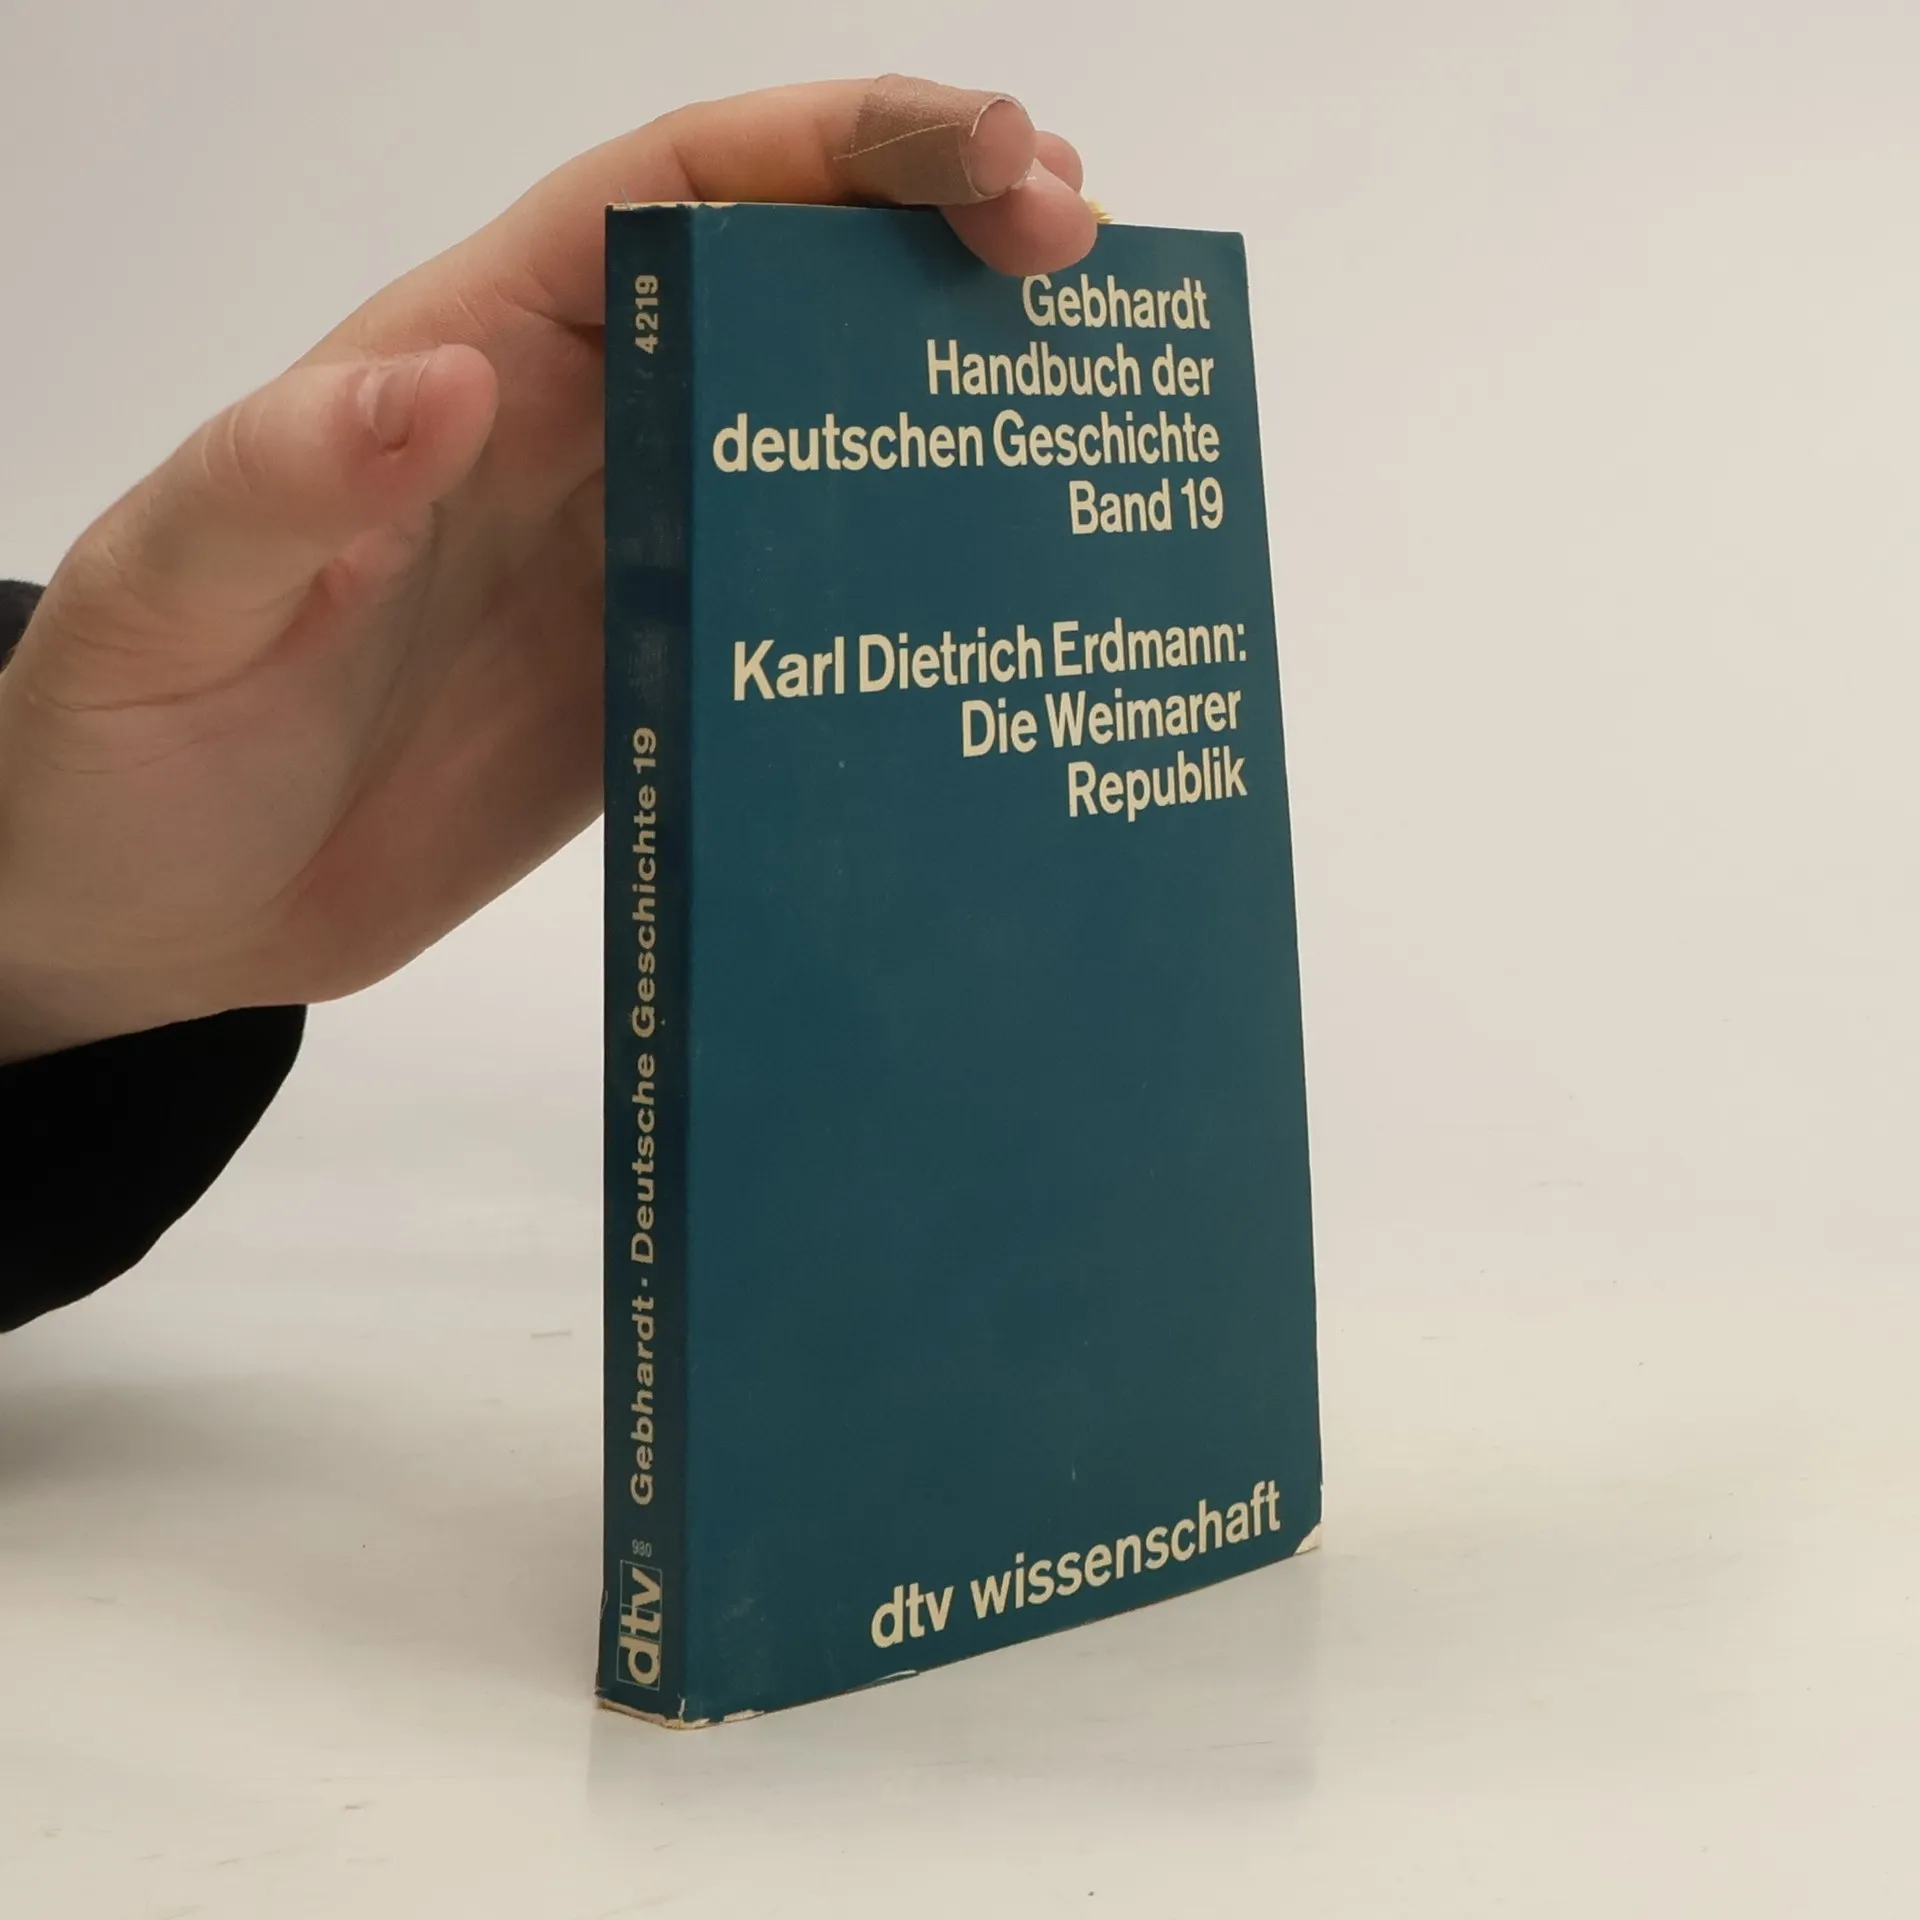 Gebhardt
Handbuch der
deutschen Geschichte
Band 19
Karl Dietrich Erdmann:
Die Weimarer
Republik
dtv wissenschaft
4219
Gebhardt · Deutsche Geschichte 19
980
dtv